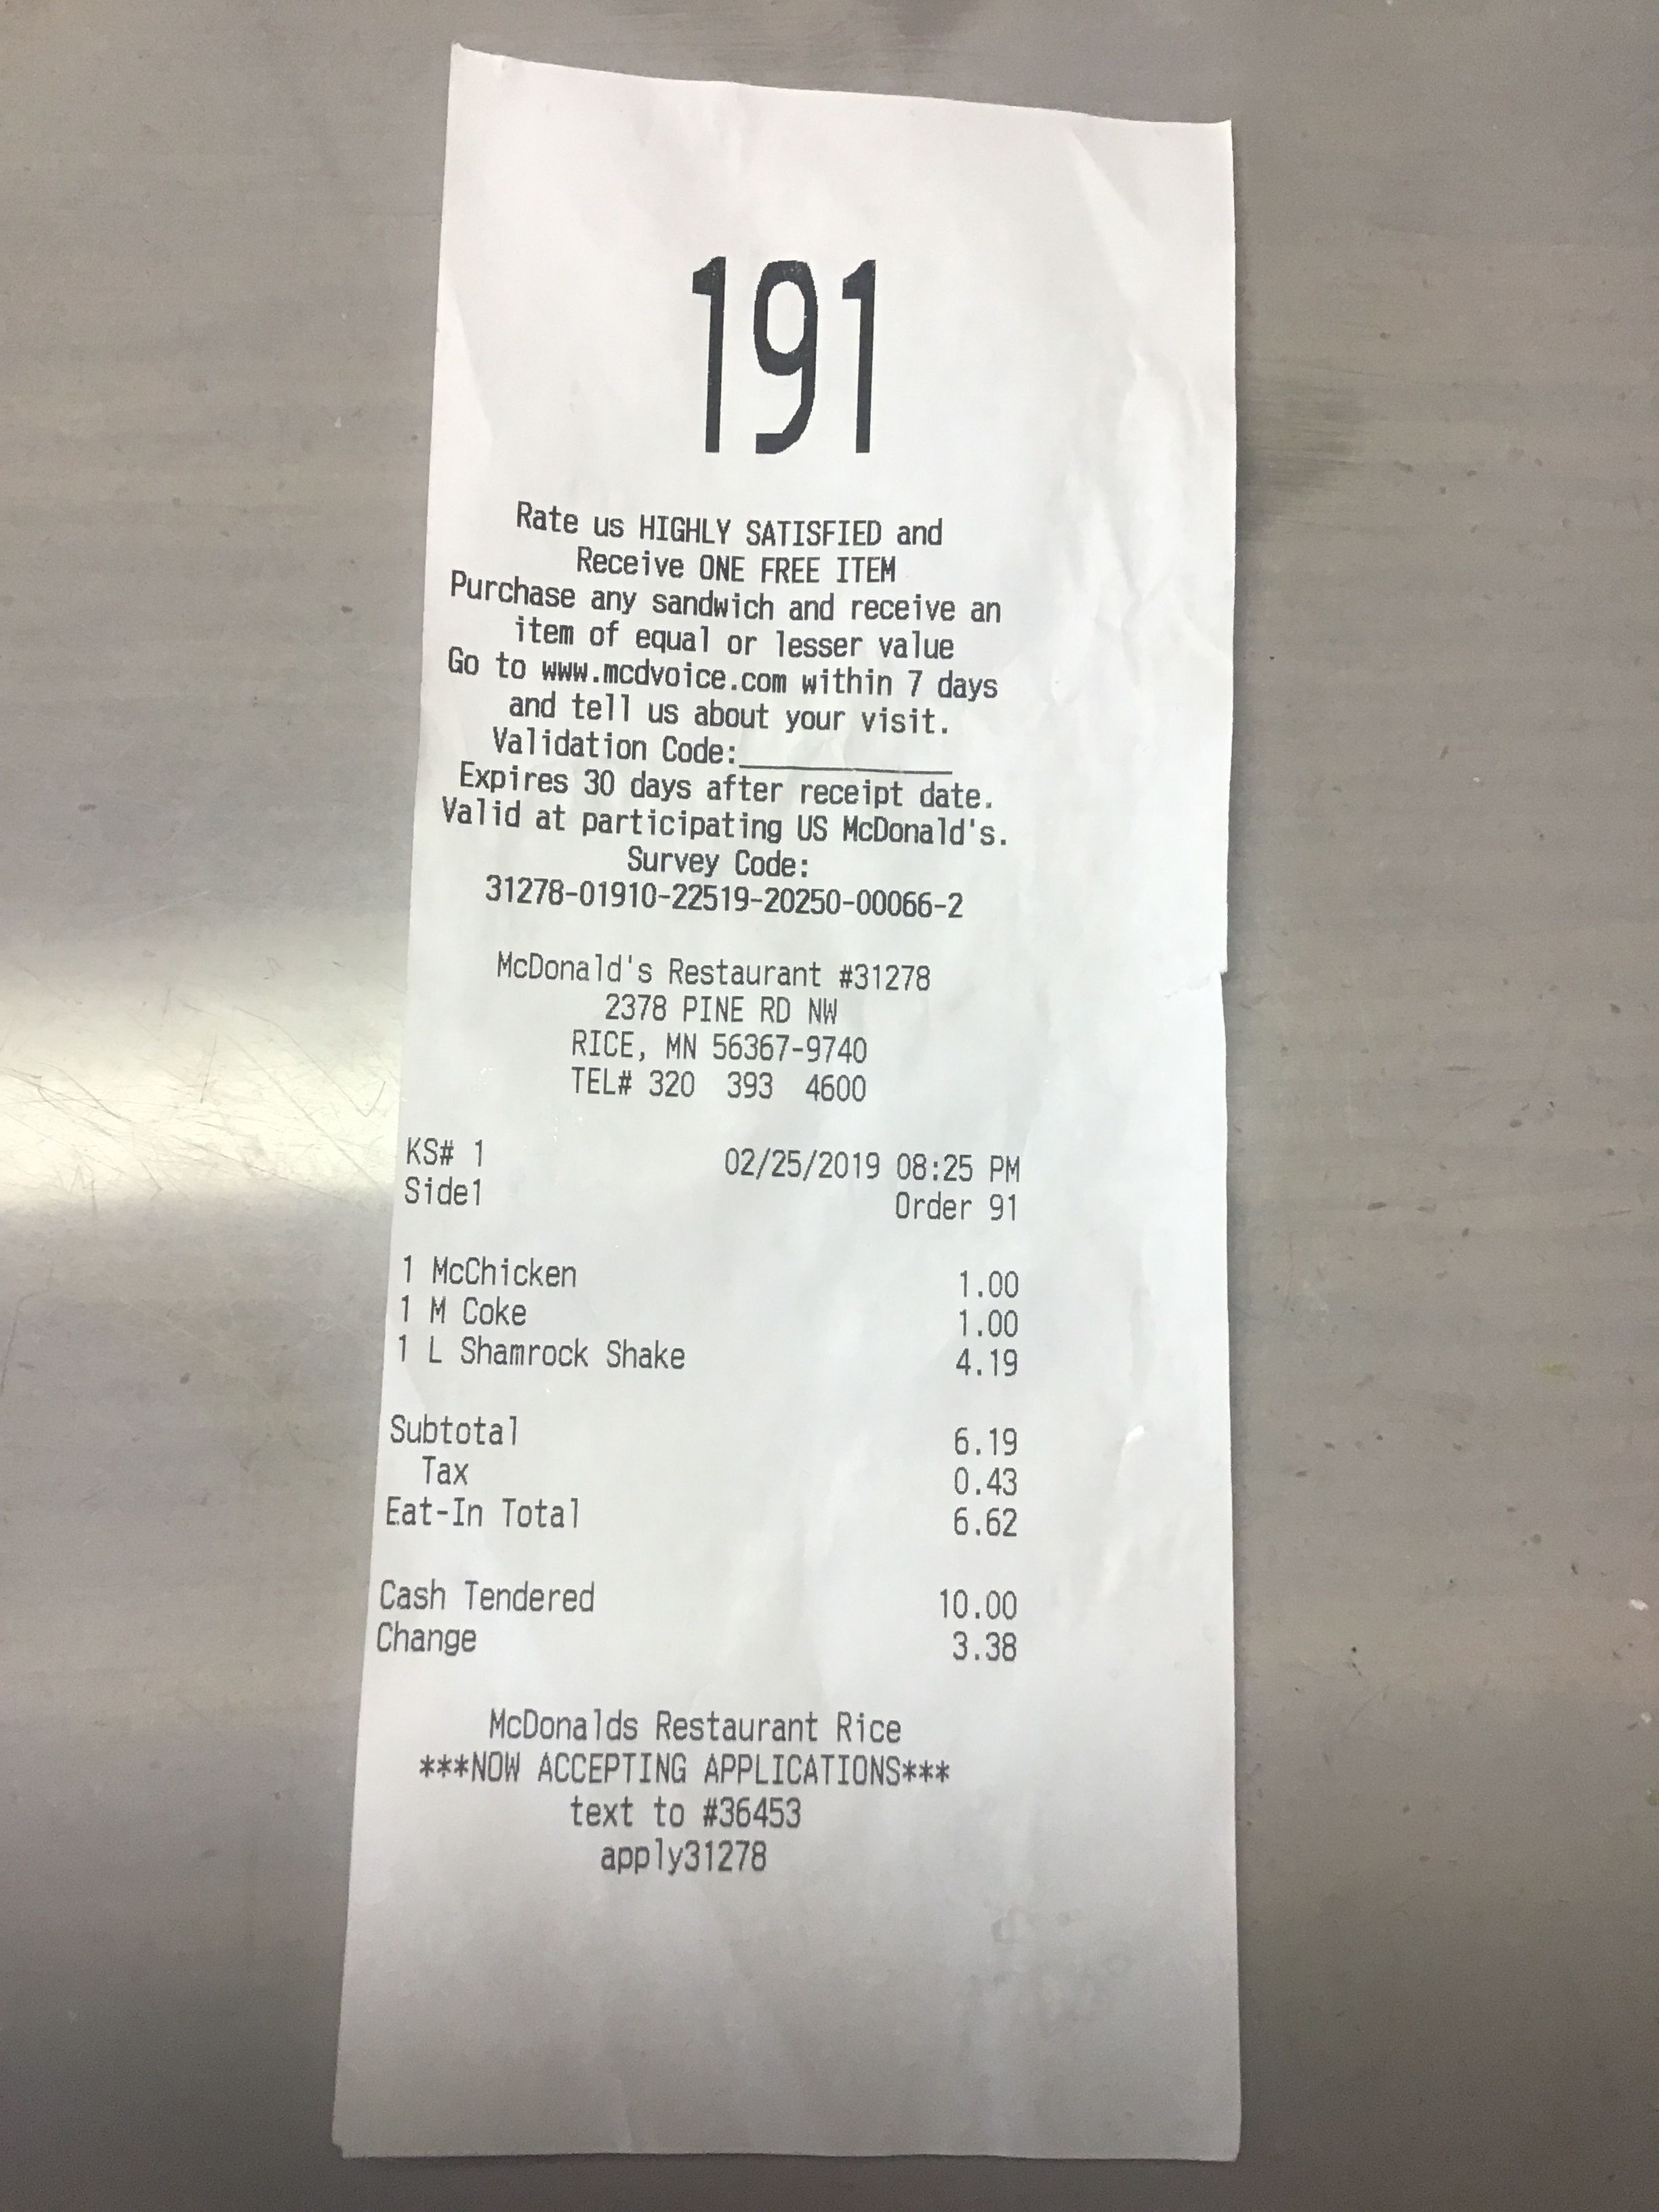 191
Rate us HIGHLY SATISFIED and
Receive ONE FREE ITEM
Purchase any sandwich and receive an
item of equal or lesser value
Go to www.mcdvoice.com within 7 days
and tell us about your visit.
Validation Code:______________
Expires 30 days after receipt date.
Valid at participating US McDonald's.
Survey Code:
31278-01910-22519-20250-00066-2
McDonald's Restaurant #31278
2378 PINE RD NW
RICE, MN 56367-9740
TEL# 320 393 4600
KS# 1 02/25/2019 08:25 PM
Side1 Order 91
1 McChicken 1.00
1 M Coke 1.00
1 L Shamrock Shake 4.19
Subtotal 6.19
Tax 0.43
Eat-In Total 6.62
Cash Tendered 10.00
Change 3.38
McDonalds Restaurant Rice
***NOW ACCEPTING APPLICATIONS***
text to #36453
apply31278